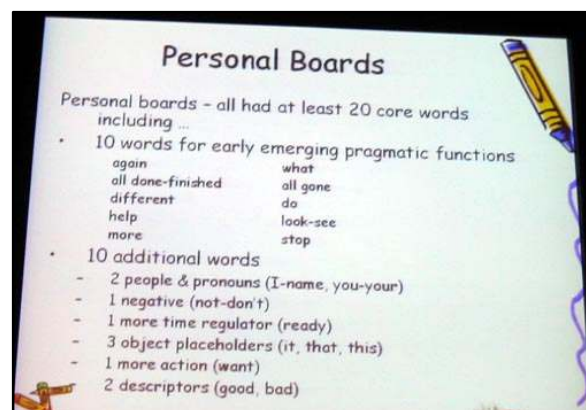 Personal Boards
Personal boards - all had at least 20 core words
including ...
• 10 words for early emerging pragmatic functions
again what
all done-finished all gone
different do
help look-see
more stop
• 10 additional words
- 2 people & pronouns (I-name, you-your)
- 1 negative (not-don't)
- 1 more time regulator (ready)
- 3 object placeholders (it, that, this)
- 1 more action (want)
- 2 descriptors (good, bad)